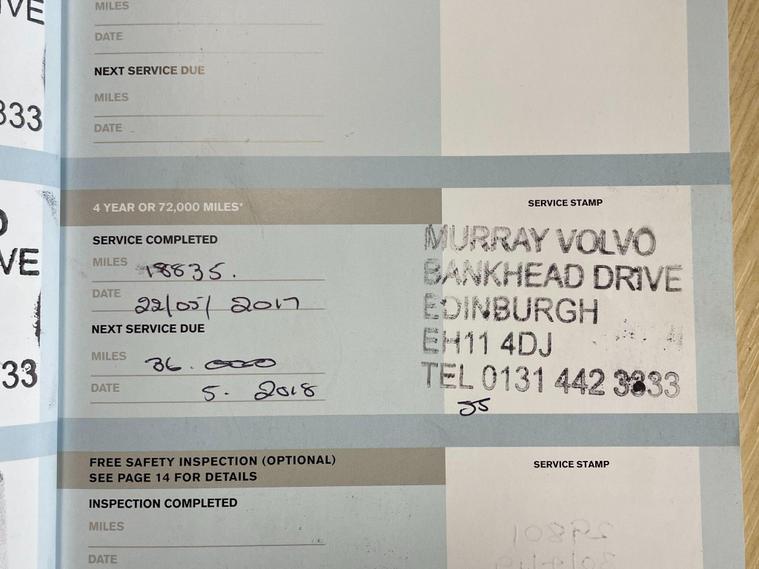 IVE
MILES
DATE
333
NEXT SERVICE DUE
MILES
DATE
4 YEAR OR 72,000 MILES*
SERVICE STAMP
VE
SERVICE COMPLETED
MILES 18835.
DATE 22/05/ 2017
NEXT SERVICE DUE
MILES 36.000
DATE 5. 2018
MURRAY VOLVO
BANKHEAD DRIVE
EDINBURGH
EH11 4DJ
TEL 0131 442 3333
33
FREE SAFETY INSPECTION (OPTIONAL)
SEE PAGE 14 FOR DETAILS
SERVICE STAMP
INSPECTION COMPLETED
MILES
DATE